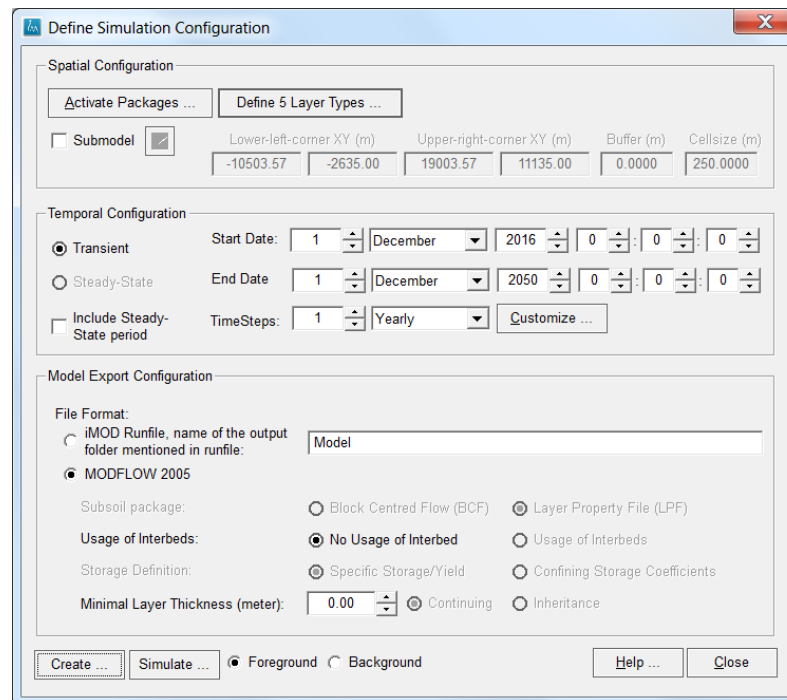 Define Simulation Configuration
X
Spatial Configuration
Activate Packages ...
Define 5 Layer Types ...
Submodel
Lower-left-corner XY (m)
Upper-right-corner XY (m)
Buffer (m)
Cellsize (m)
-10503.57
-2635.00
19003.57
11135.00
0.0000
250.0000
Temporal Configuration
Transient
Start Date:
1
December
2016
0
:
0
:
0
Steady-State
End Date
1
December
2050
0
:
0
:
0
Include Steady-
State period
TimeSteps:
1
Yearly
Customize ...
Model Export Configuration
File Format:
iMOD Runfile, name of the output
folder mentioned in runfile:
Model
MODFLOW 2005
Subsoil package:
Block Centred Flow (BCF)
Layer Property File (LPF)
Usage of Interbeds:
No Usage of Interbed
Usage of Interbeds
Storage Definition:
Specific Storage/Yield
Confining Storage Coefficients
Minimal Layer Thickness (meter):
0.00
Continuing
Inheritance
Create ...
Simulate ...
Foreground
Background
Help ...
Close